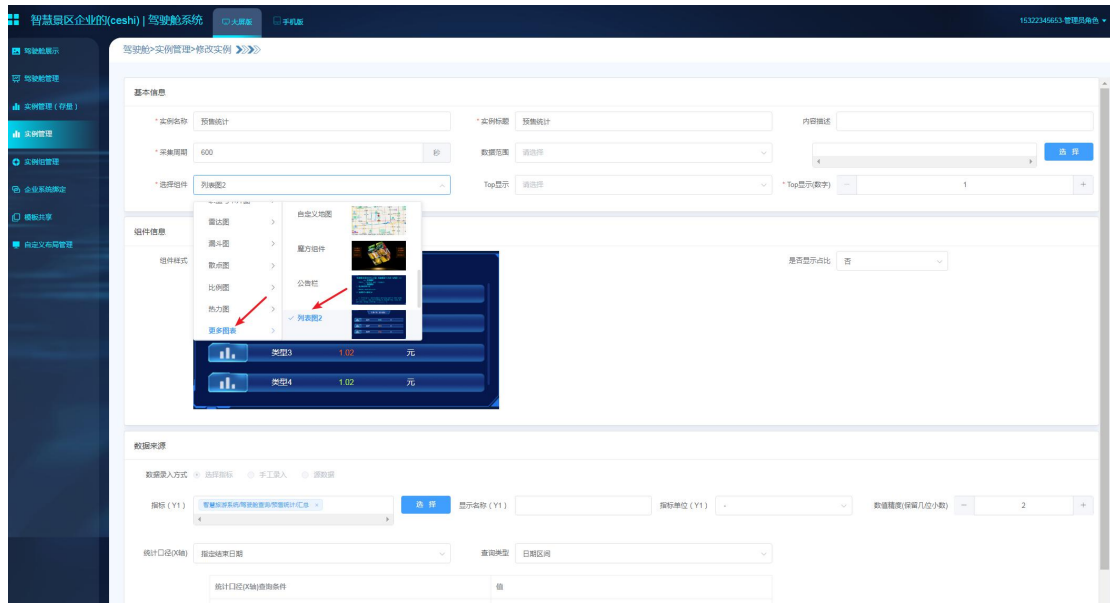 智慧景区企业的(ceshi) | 驾驶舱系统 大屏版 手机版 15322345653-管理员角色
驾驶舱展示
驾驶舱管理
实例管理（存量）
实例管理
实例组管理
企业系统绑定
模板共享
自定义布局管理
驾驶舱>实例管理>修改实例
基本信息
* 实例名称 预售统计 * 实例标题 预售统计 内容描述
* 采集周期 600 秒 数据范围 请选择 选 择
* 选择组件 列表图2 Top显示 请选择 * Top显示(数字) － 1 +
雷达图
漏斗图
散点图
比例图
热力图
更多图表
自定义地图
魔方组件
公告栏
✓ 列表图2
组件信息
组件样式 是否显示占比 否
类型3 1.02 元
类型4 1.02 元
数据来源
数据录入方式 选择指标 手工录入 源数据
指标（Y1） 选 择 显示名称（Y1） 指标单位（Y1） - 数值精度(保留几位小数) － 2 +
统计口径(X轴) 指定结束日期 查询类型 日期区间
统计口径(X轴)查询条件 值